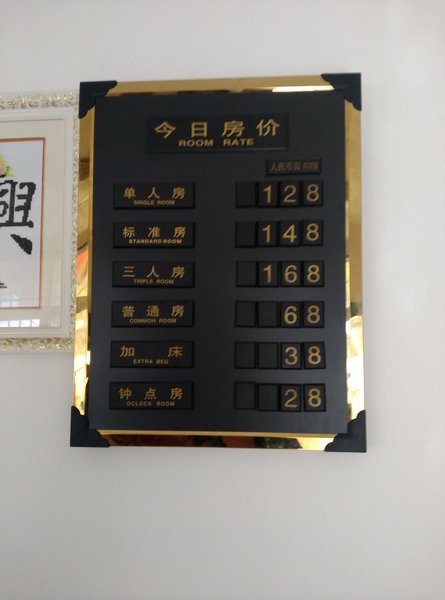 今日房价
ROOM RATE
人民币圆 RMB
单人房 128
SINGLE ROOM
标准房 148
STANDARD ROOM
三人房 168
TRIPLE ROOM
普通房 68
COMMON ROOM
加床 38
EXTRA BED
钟点房 28
OCLOCK ROOM